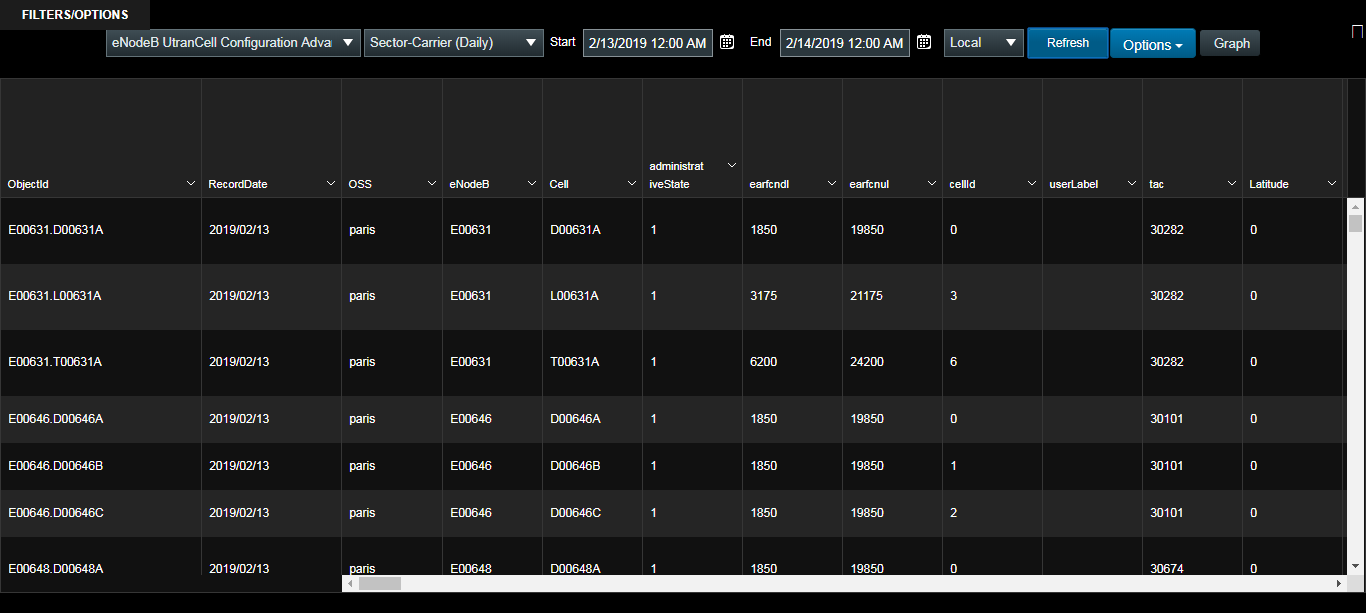 FILTERS/OPTIONS
eNodeB UtranCell Configuration Adva Sector-Carrier (Daily) Start 2/13/2019 12:00 AM End 2/14/2019 12:00 AM Local Refresh Options Graph
ObjectId RecordDate OSS eNodeB Cell administrat
iveState earfcndl earfcnul cellId userLabel tac Latitude
E00631.D00631A 2019/02/13 paris E00631 D00631A 1 1850 19850 0 30282 0
E00631.L00631A 2019/02/13 paris E00631 L00631A 1 3175 21175 3 30282 0
E00631.T00631A 2019/02/13 paris E00631 T00631A 1 6200 24200 6 30282 0
E00646.D00646A 2019/02/13 paris E00646 D00646A 1 1850 19850 0 30101 0
E00646.D00646B 2019/02/13 paris E00646 D00646B 1 1850 19850 1 30101 0
E00646.D00646C 2019/02/13 paris E00646 D00646C 1 1850 19850 2 30101 0
E00648.D00648A 2019/02/13 paris E00648 D00648A 1 1850 19850 0 30674 0